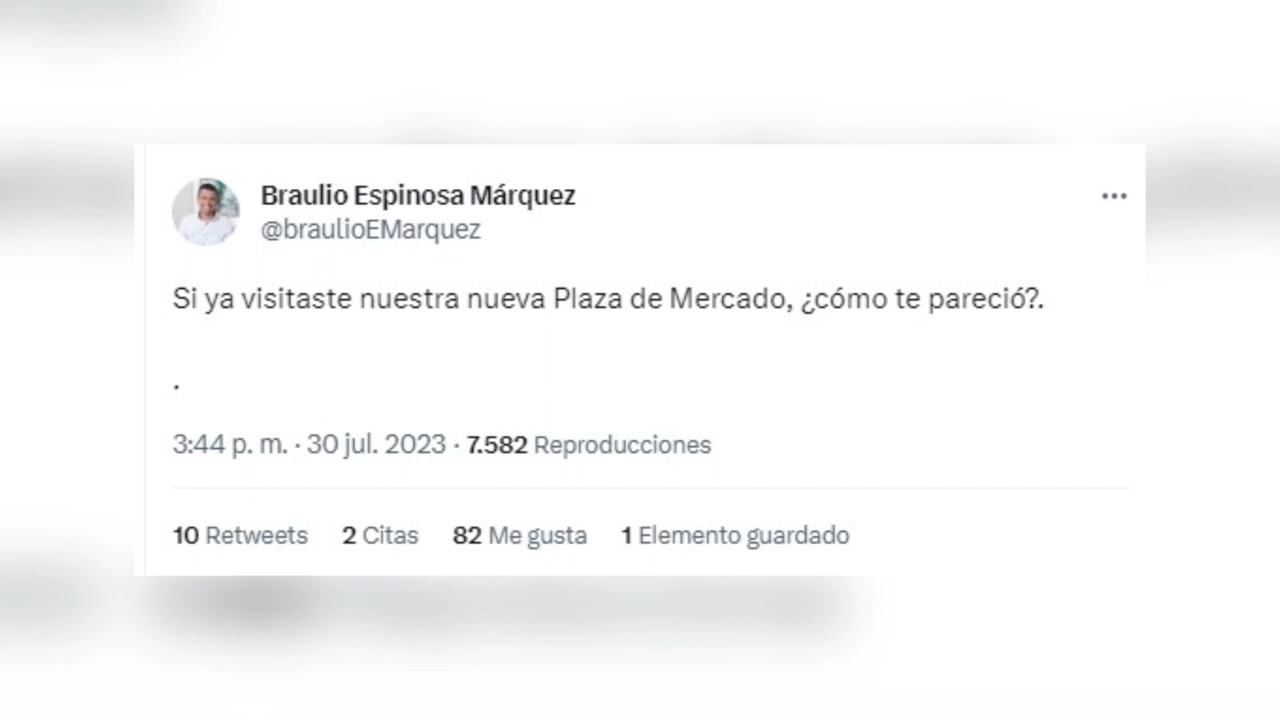 Braulio Espinosa Márquez
@braulioEMarquez
Si ya visitaste nuestra nueva Plaza de Mercado, ¿cómo te pareció?.
.
3:44 p. m. · 30 jul. 2023 · 7.582 Reproducciones
10 Retweets 2 Citas 82 Me gusta 1 Elemento guardado